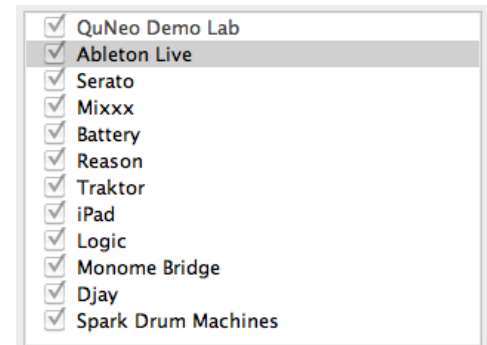 QuNeo Demo Lab
Ableton Live
Serato
Mixxx
Battery
Reason
Traktor
iPad
Logic
Monome Bridge
Djay
Spark Drum Machines